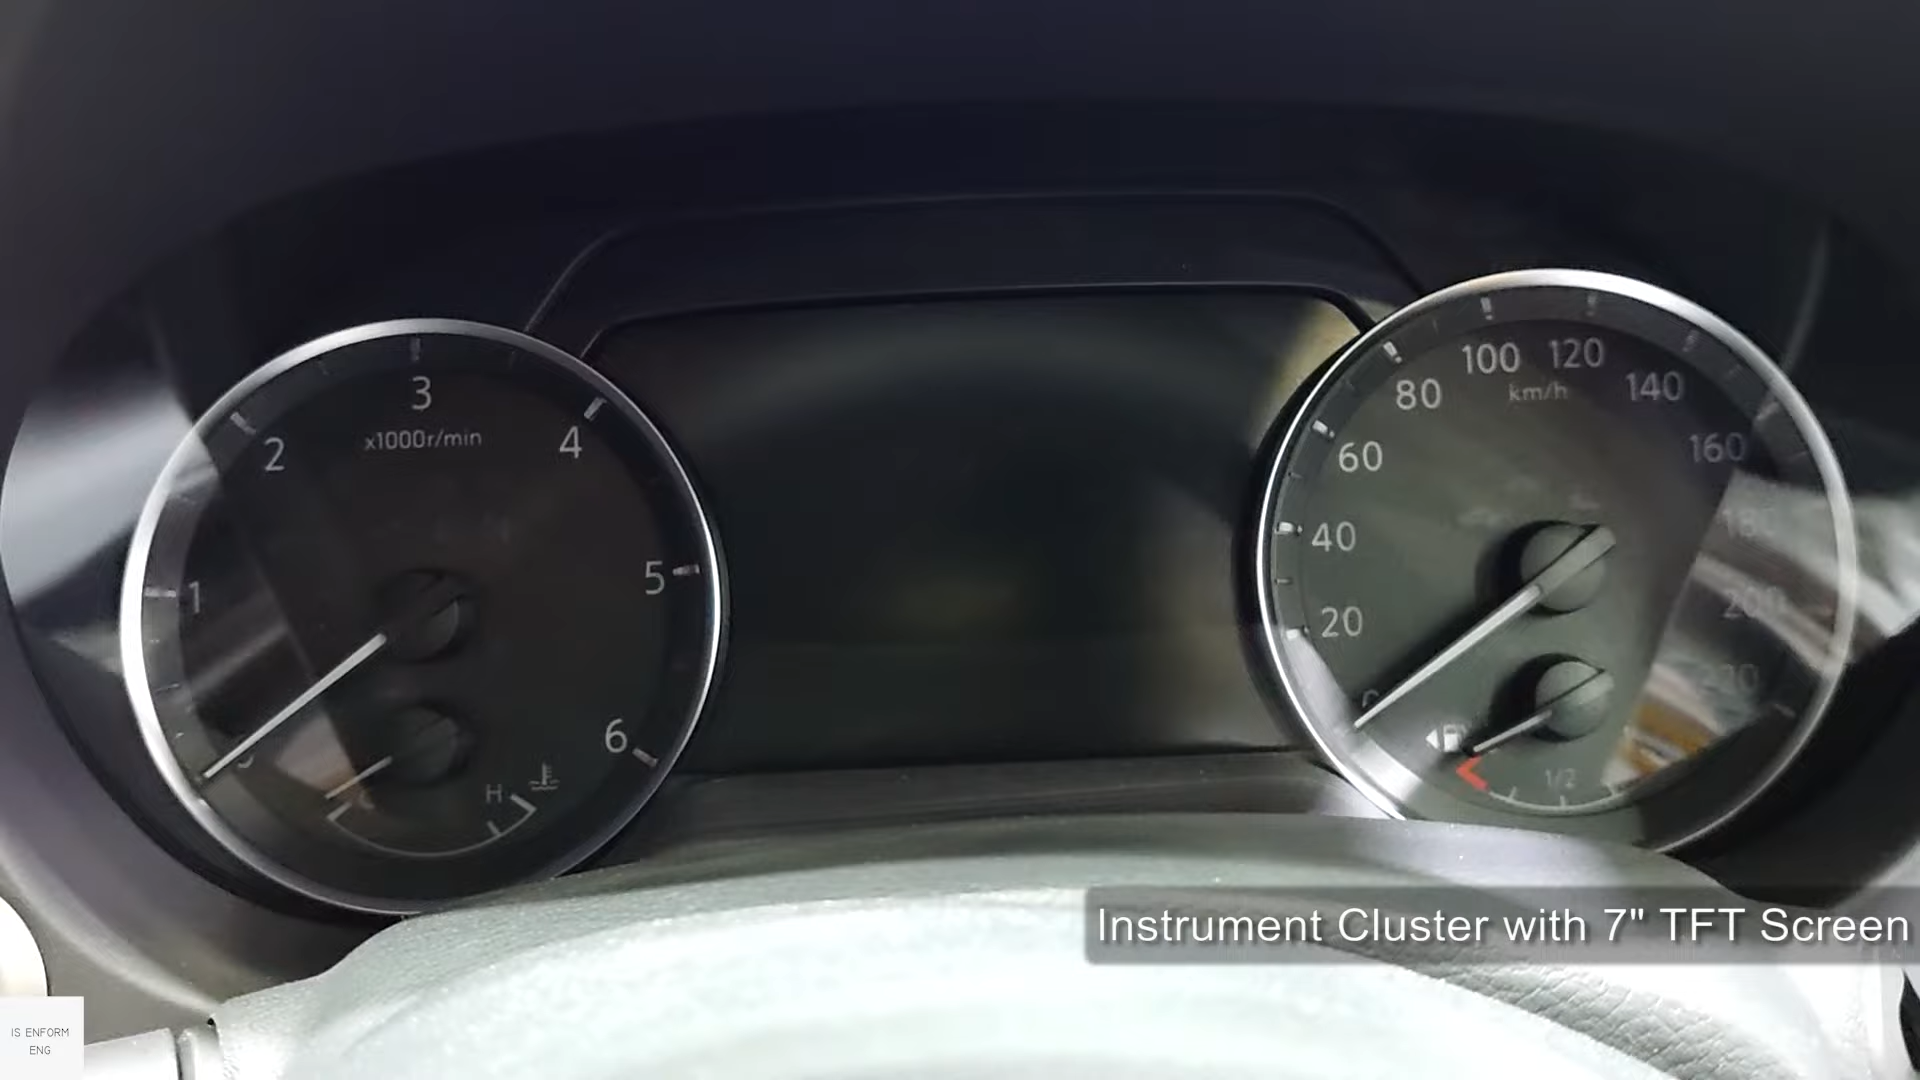 3
x1000r/min
2
4
1
5
6
H
100 120
km/h
80
140
60
160
40
20
200
1/2
Instrument Cluster with 7" TFT Screen
IS ENFORM
ENG